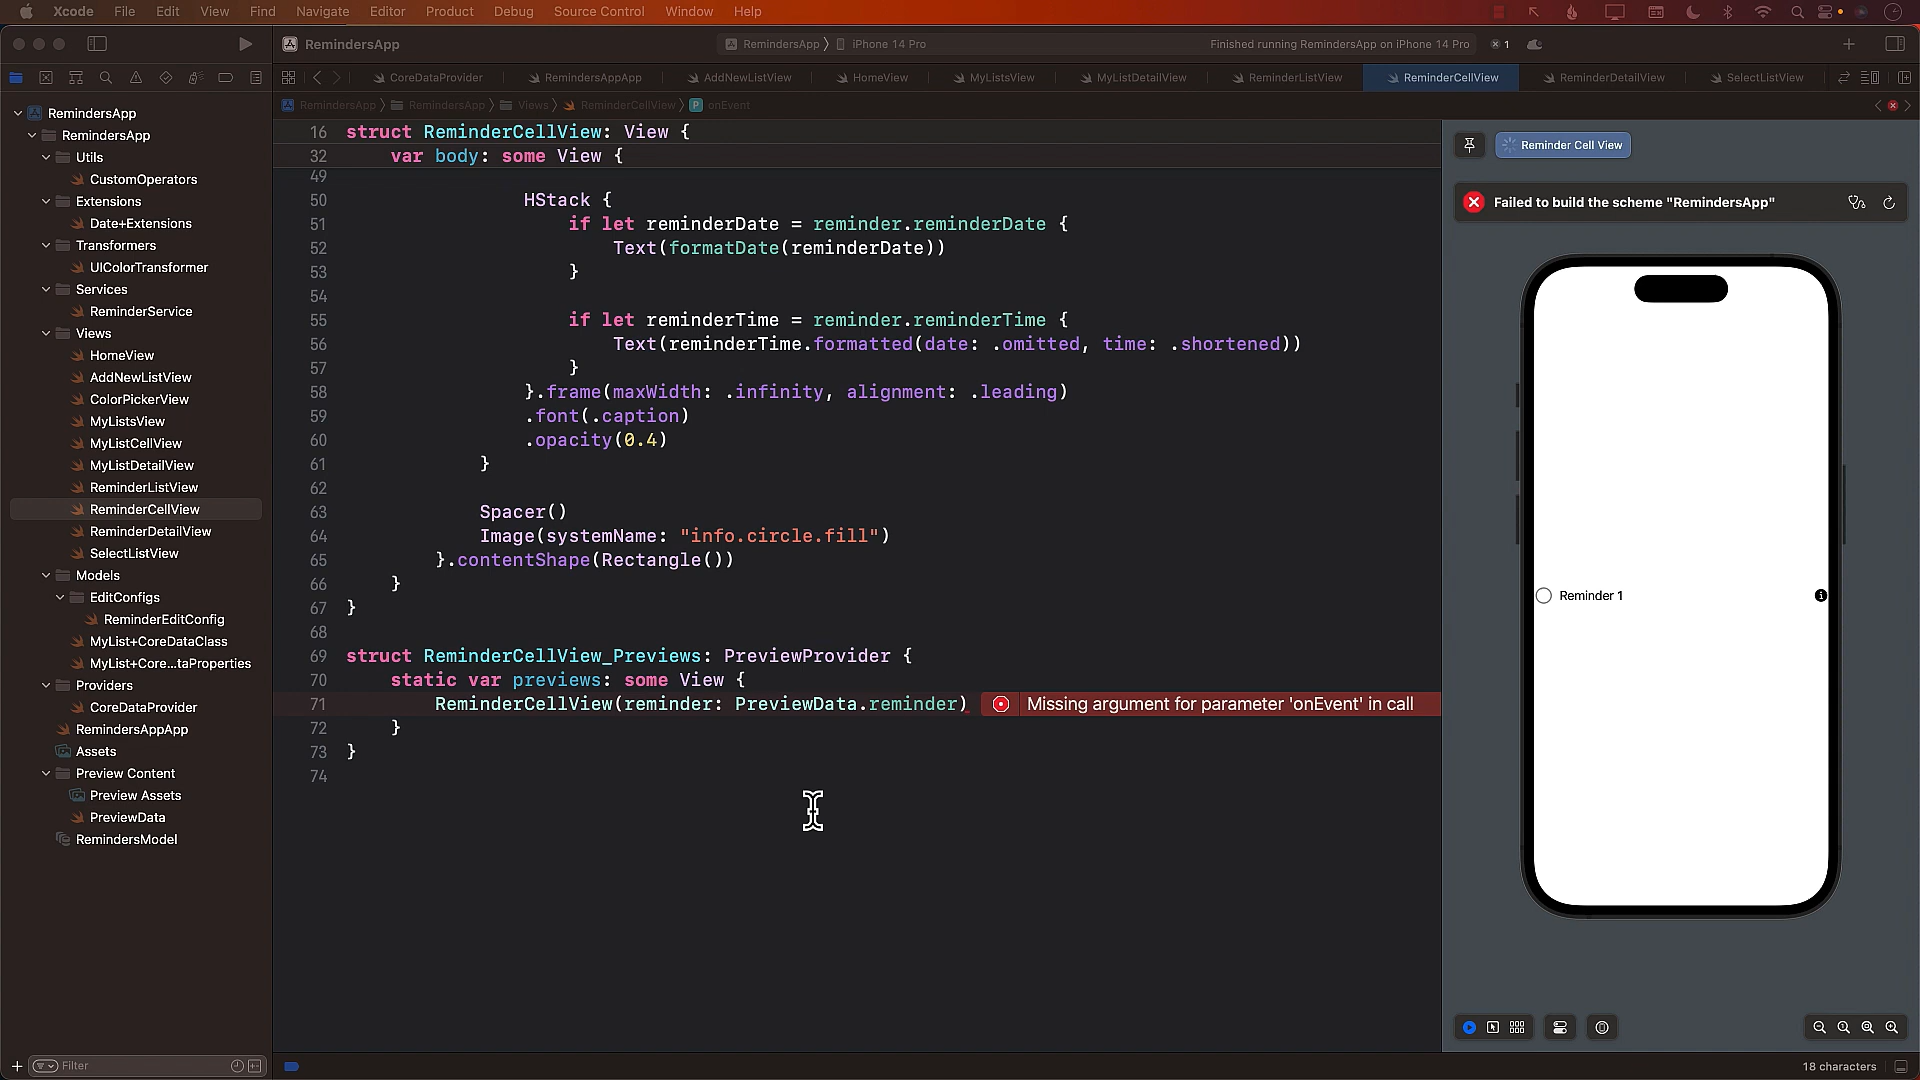 Xcode File Edit View Find Navigate Editor Product Debug Source Control Window Help
RemindersApp
RemindersApp iPhone 14 Pro
Finished running RemindersApp on iPhone 14 Pro
1
CoreDataProvider RemindersAppApp AddNewListView HomeView MyListsView MyListDetailView ReminderListView ReminderCellView ReminderDetailView SelectListView
RemindersApp RemindersApp Views ReminderCellView P onEvent
RemindersApp
RemindersApp
Utils
CustomOperators
Extensions
Date+Extensions
Transformers
UIColorTransformer
Services
ReminderService
Views
HomeView
AddNewListView
ColorPickerView
MyListsView
MyListCellView
MyListDetailView
ReminderListView
ReminderCellView
ReminderDetailView
SelectListView
Models
EditConfigs
ReminderEditConfig
MyList+CoreDataClass
MyList+Core...taProperties
Providers
CoreDataProvider
RemindersAppApp
Assets
Preview Content
Preview Assets
PreviewData
RemindersModel
Filter
16 struct ReminderCellView: View {
32 var body: some View {
49
50 HStack {
51 if let reminderDate = reminder.reminderDate {
52 Text(formatDate(reminderDate))
53 }
54
55 if let reminderTime = reminder.reminderTime {
56 Text(reminderTime.formatted(date: .omitted, time: .shortened))
57 }
58 }.frame(maxWidth: .infinity, alignment: .leading)
59 .font(.caption)
60 .opacity(0.4)
61 }
62
63 Spacer()
64 Image(systemName: "info.circle.fill")
65 }.contentShape(Rectangle())
66 }
67 }
68
69 struct ReminderCellView_Previews: PreviewProvider {
70 static var previews: some View {
71 ReminderCellView(reminder: PreviewData.reminder) Missing argument for parameter 'onEvent' in call
72 }
73 }
74
Reminder Cell View
Failed to build the scheme "RemindersApp"
Reminder 1
18 characters